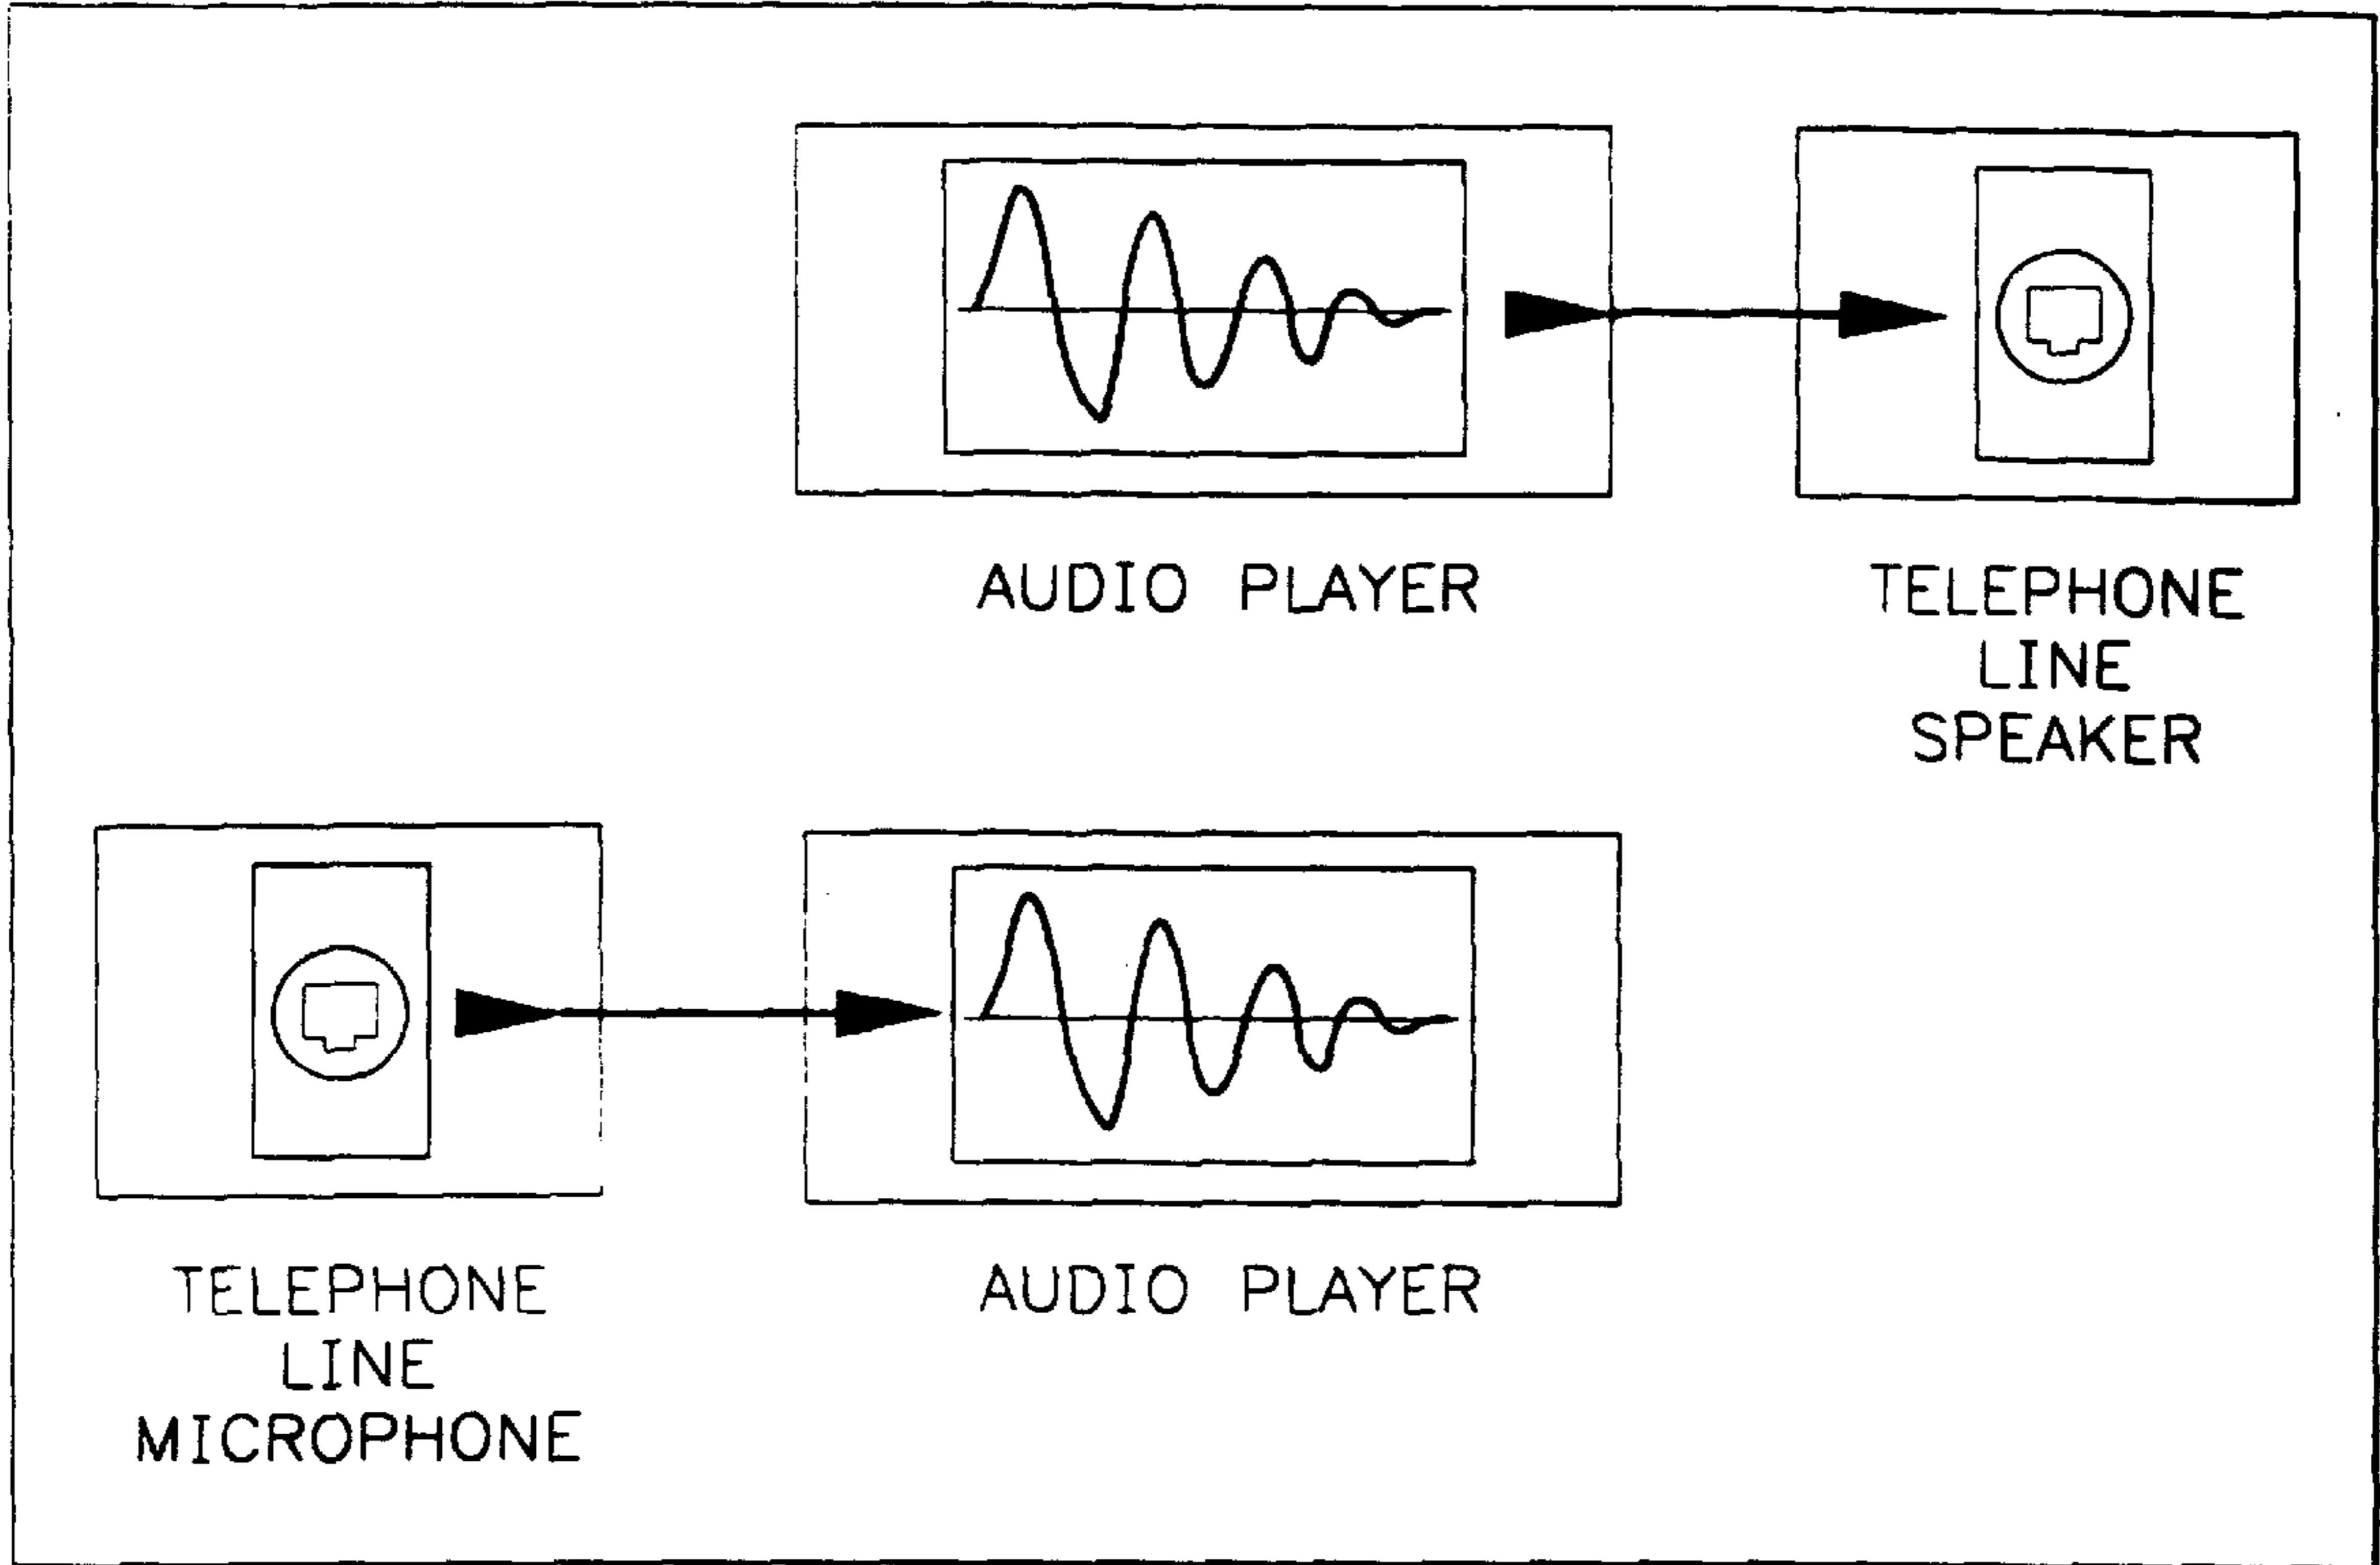 AUDIO PLAYER
TELEPHONE
LINE
SPEAKER
TELEPHONE
LINE
MICROPHONE
AUDIO PLAYER